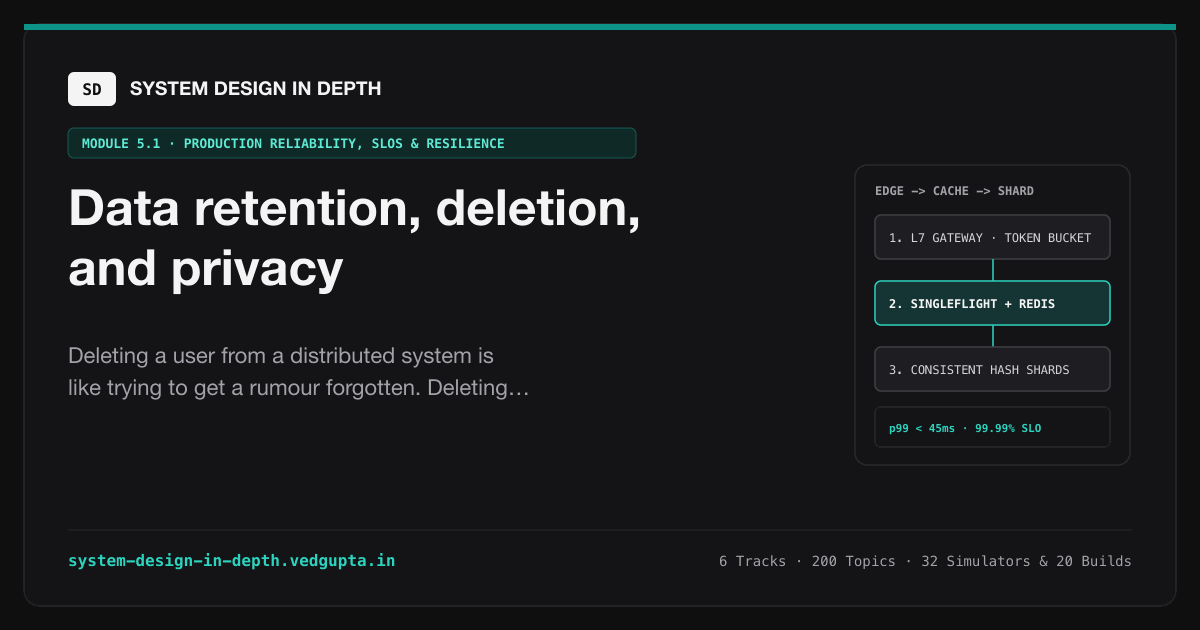 SD SYSTEM DESIGN IN DEPTH
MODULE 5.1 · PRODUCTION RELIABILITY, SLOS & RESILIENCE
Data retention, deletion,
and privacy
Deleting a user from a distributed system is
like trying to get a rumour forgotten. Deleting…
EDGE —> CACHE —> SHARD
1. L7 GATEWAY · TOKEN BUCKET
2. SINGLEFLIGHT + REDIS
3. CONSISTENT HASH SHARDS
p99 < 45ms · 99.99% SLO
system-design-in-depth.vedgupta.in
6 Tracks · 200 Topics · 32 Simulators & 20 Builds